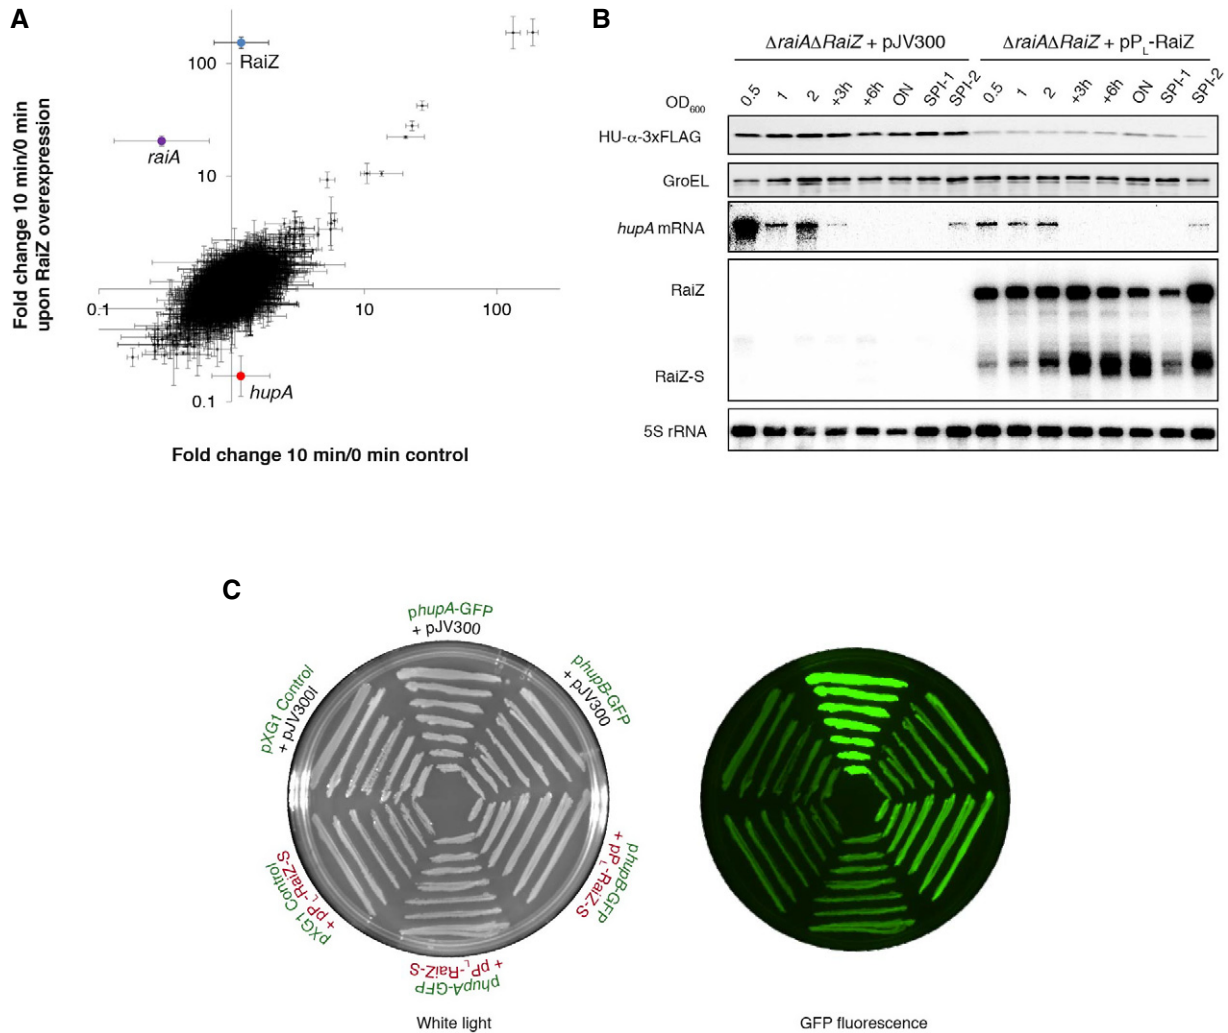 A
Fold change 10 min/0 min
upon RaiZ overexpression
100
10
0.1
10
100
0.1
RaiZ
raiA
hupA
Fold change 10 min/0 min control
B
ΔraiAΔRaiZ + pJV300
ΔraiAΔRaiZ + pPL-RaiZ
OD600
0.5 1 2 +3h +6h ON SPI-1 SPI-2 0.5 1 2 +3h +6h ON SPI-1 SPI-2
HU-α-3xFLAG
GroEL
hupA mRNA
RaiZ
RaiZ-S
5S rRNA
C
phupA-GFP
+ pJV300
phupB-GFP
+ pJV300
pXG1 Control
+ pJV300l
phupB-GFP
+ pPL-RaiZ-S
pXG1 Control
+ pPL-RaiZ-S
phupA-GFP
+ pPL-RaiZ-S
White light
GFP fluorescence